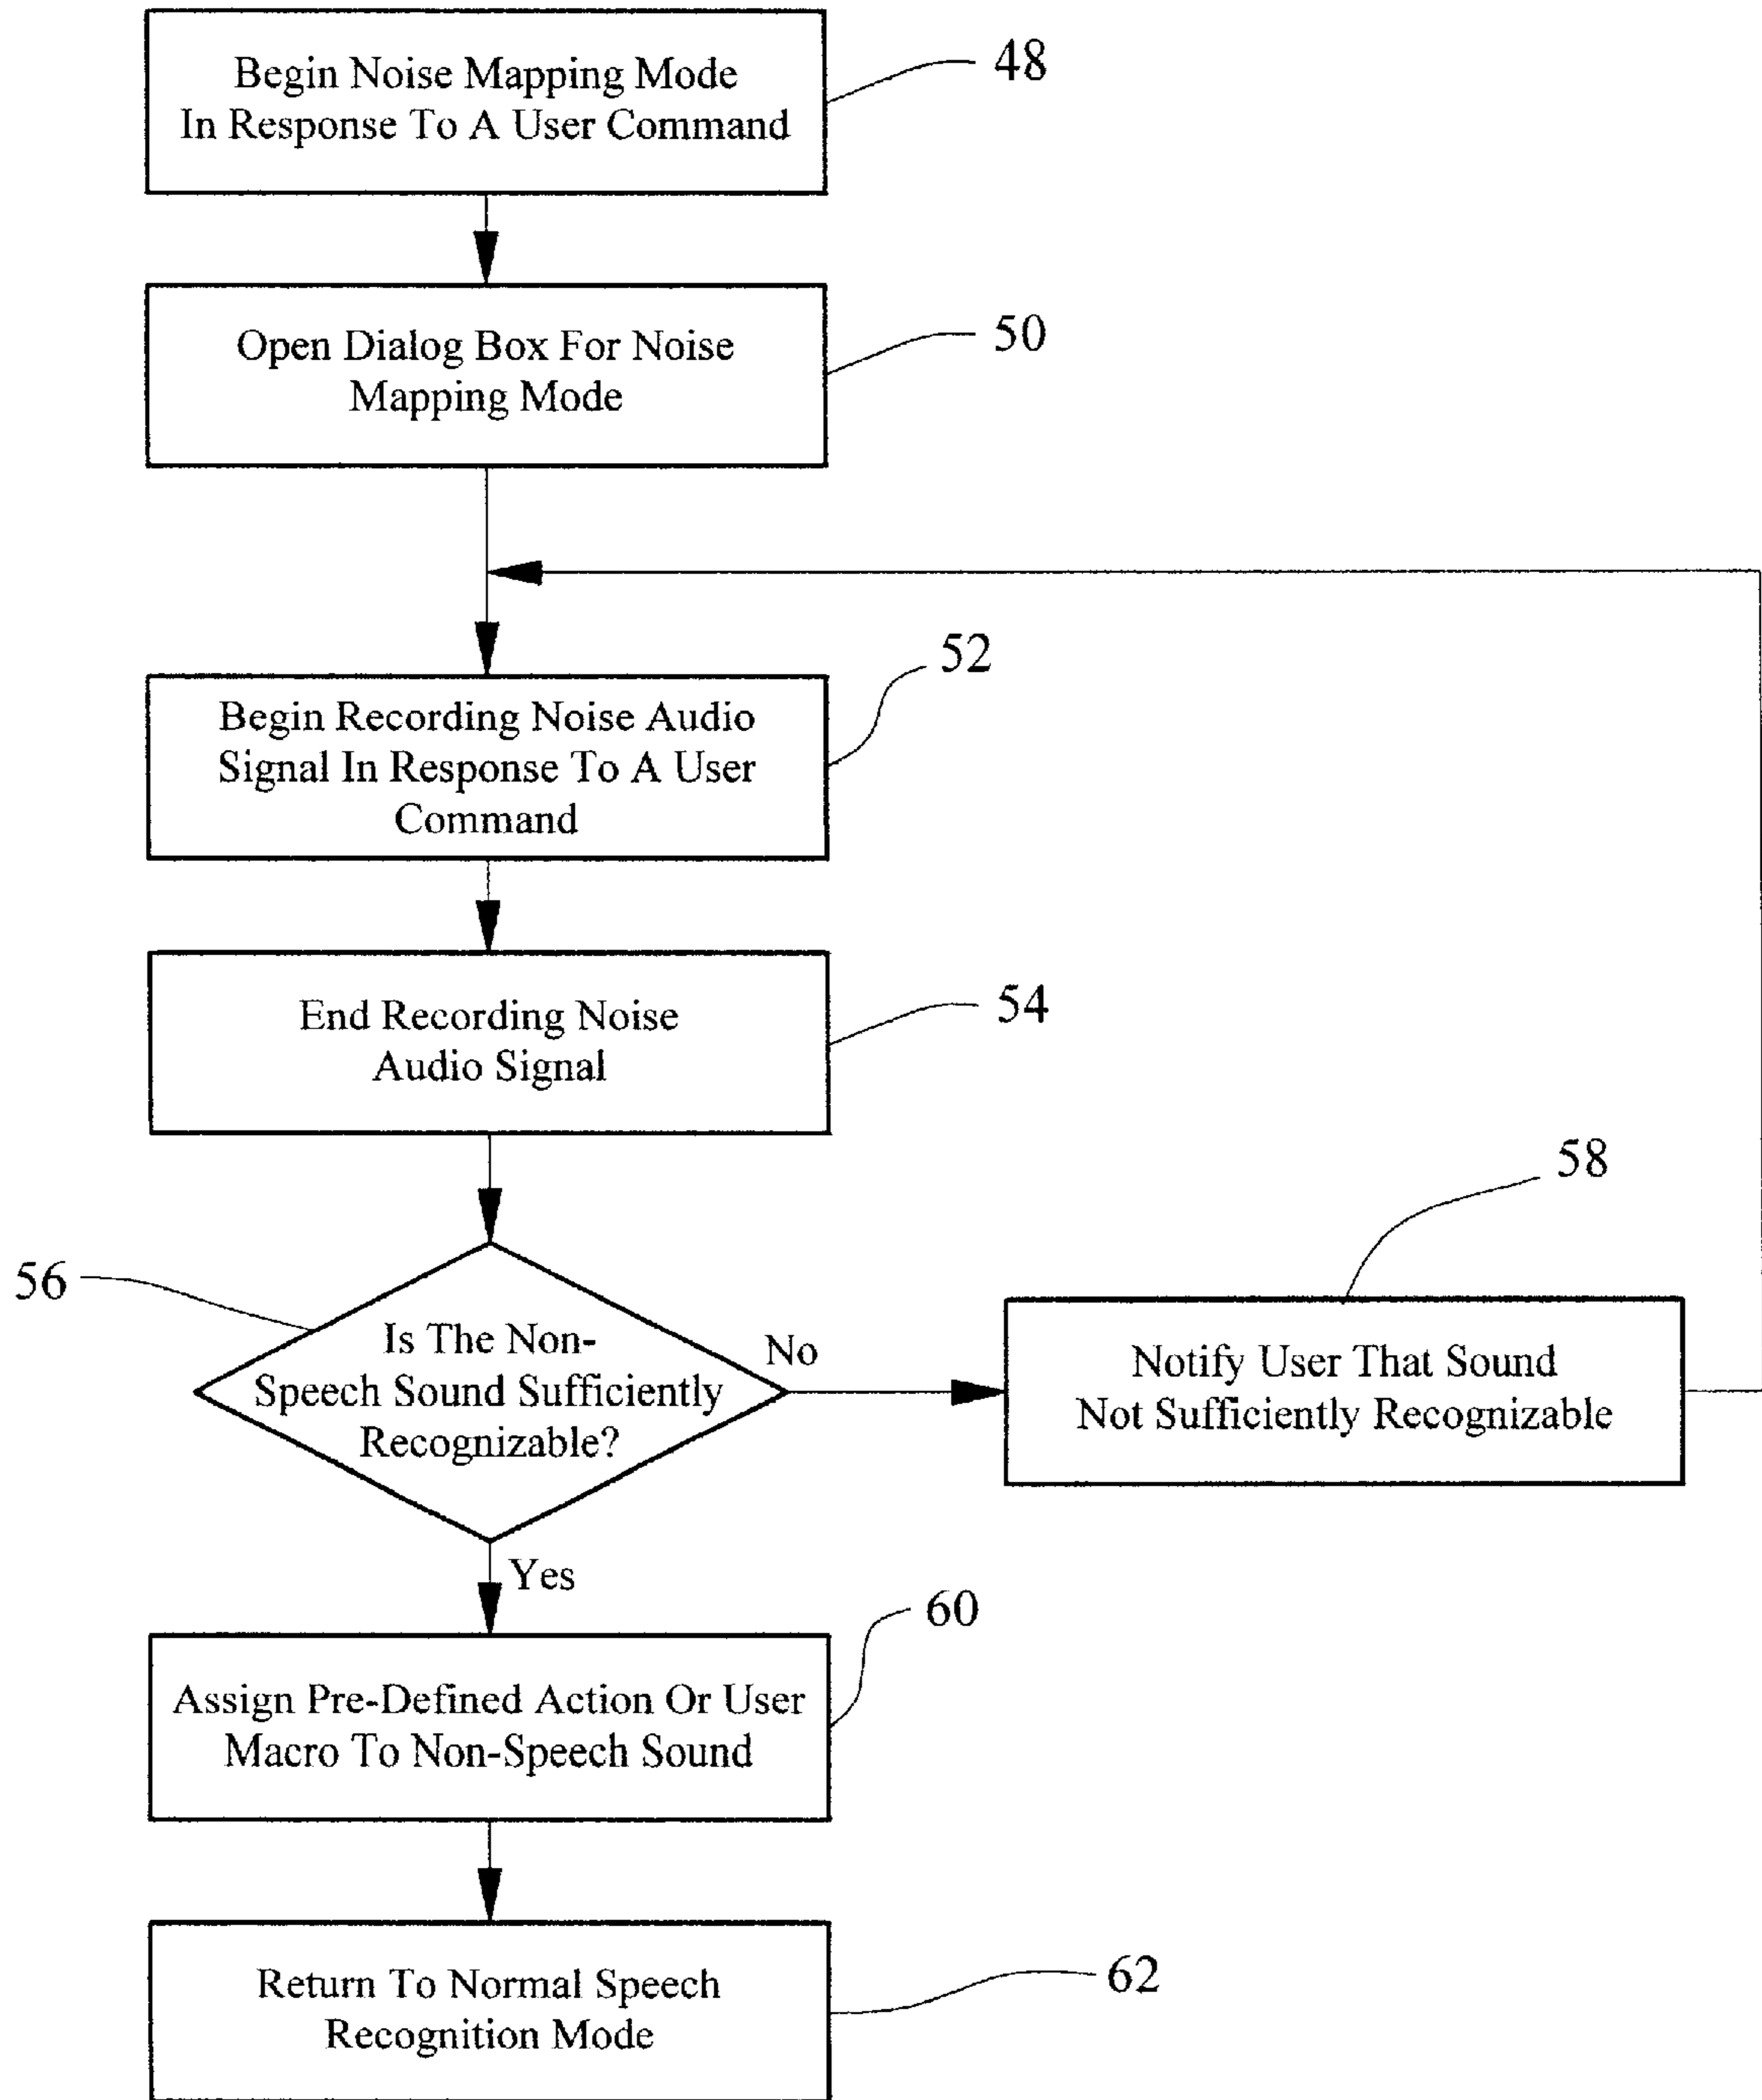 Begin Noise Mapping Mode
In Response To A User Command
48
Open Dialog Box For Noise
Mapping Mode
50
Begin Recording Noise Audio
Signal In Response To A User
Command
52
End Recording Noise
Audio Signal
54
56
Is The Non-
Speech Sound Sufficiently
Recognizable?
No
58
Notify User That Sound
Not Sufficiently Recognizable
Yes
60
Assign Pre-Defined Action Or User
Macro To Non-Speech Sound
Return To Normal Speech
Recognition Mode
62